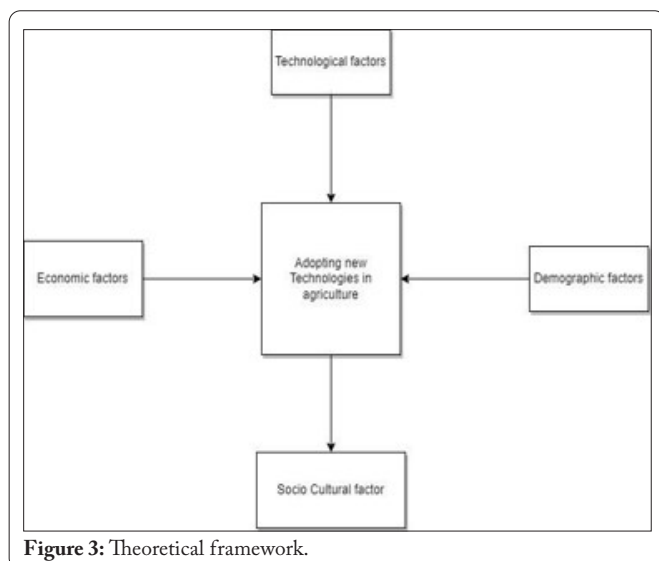 Technological factors
Economic factors
Adopting new
Technologies in
agriculture
Demographic factors
Socio Cultural factor
Figure 3: Theoretical framework.